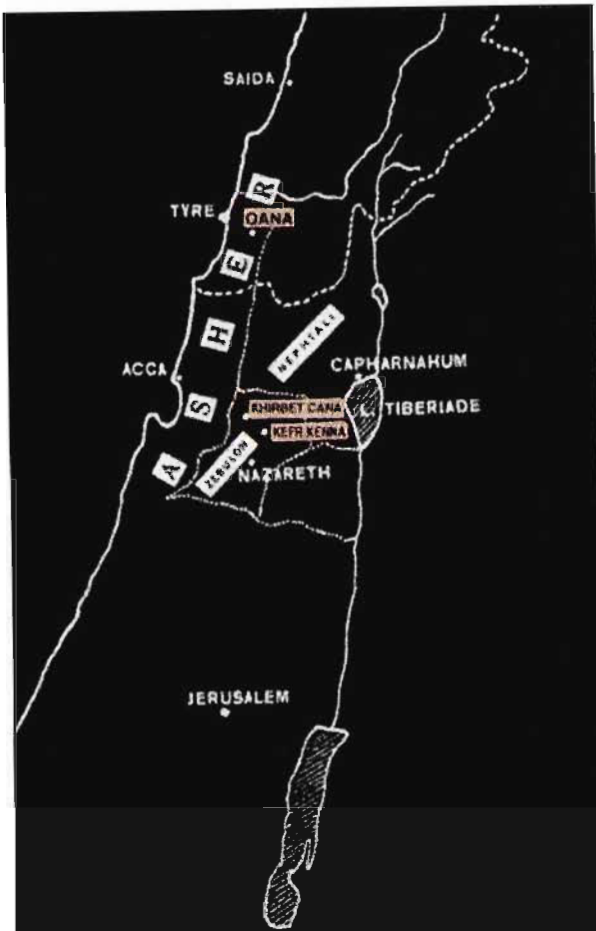 SAIDA
R
TYRE
QANA
E
H
NEPHTALI
CAPHARNAHUM
ACCA
S
KHIRBET CANA
L. TIBERIADE
KEFR KENNA
A
ZEBULON
NAZARETH
JERUSALEM